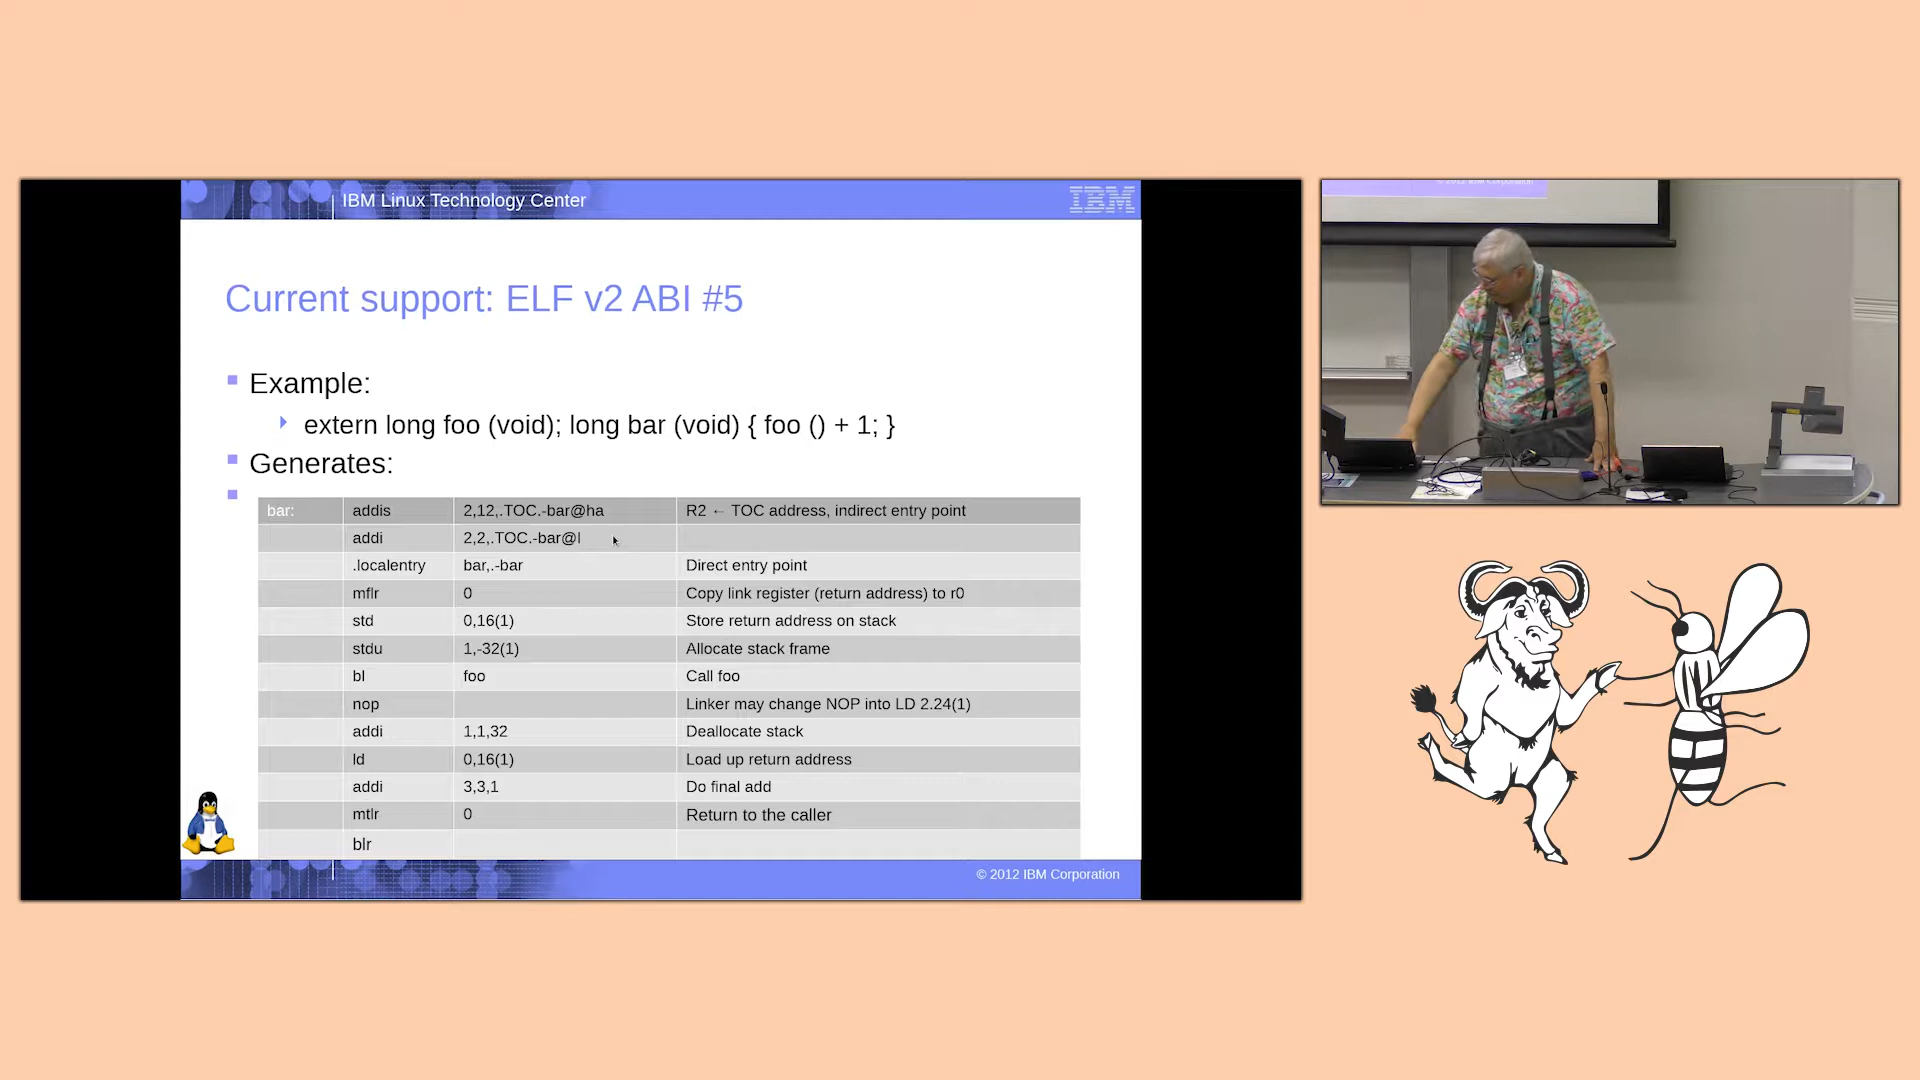 IBM Linux Technology Center
IBM
Current support: ELF v2 ABI #5
Example:
extern long foo (void); long bar (void) { foo () + 1; }
Generates:
bar: addis 2,12,.TOC.-bar@ha R2 ← TOC address, indirect entry point
addi 2,2,.TOC.-bar@l
.localentry bar,.-bar Direct entry point
mflr 0 Copy link register (return address) to r0
std 0,16(1) Store return address on stack
stdu 1,-32(1) Allocate stack frame
bl foo Call foo
nop Linker may change NOP into LD 2.24(1)
addi 1,1,32 Deallocate stack
ld 0,16(1) Load up return address
addi 3,3,1 Do final add
mtlr 0 Return to the caller
blr
© 2012 IBM Corporation
© 2012 IBM Corporation